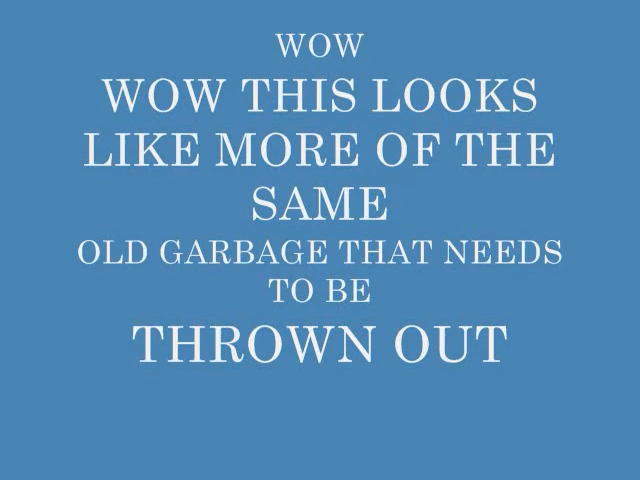 WOW
WOW THIS LOOKS
LIKE MORE OF THE
SAME
OLD GARBAGE THAT NEEDS
TO BE
THROWN OUT